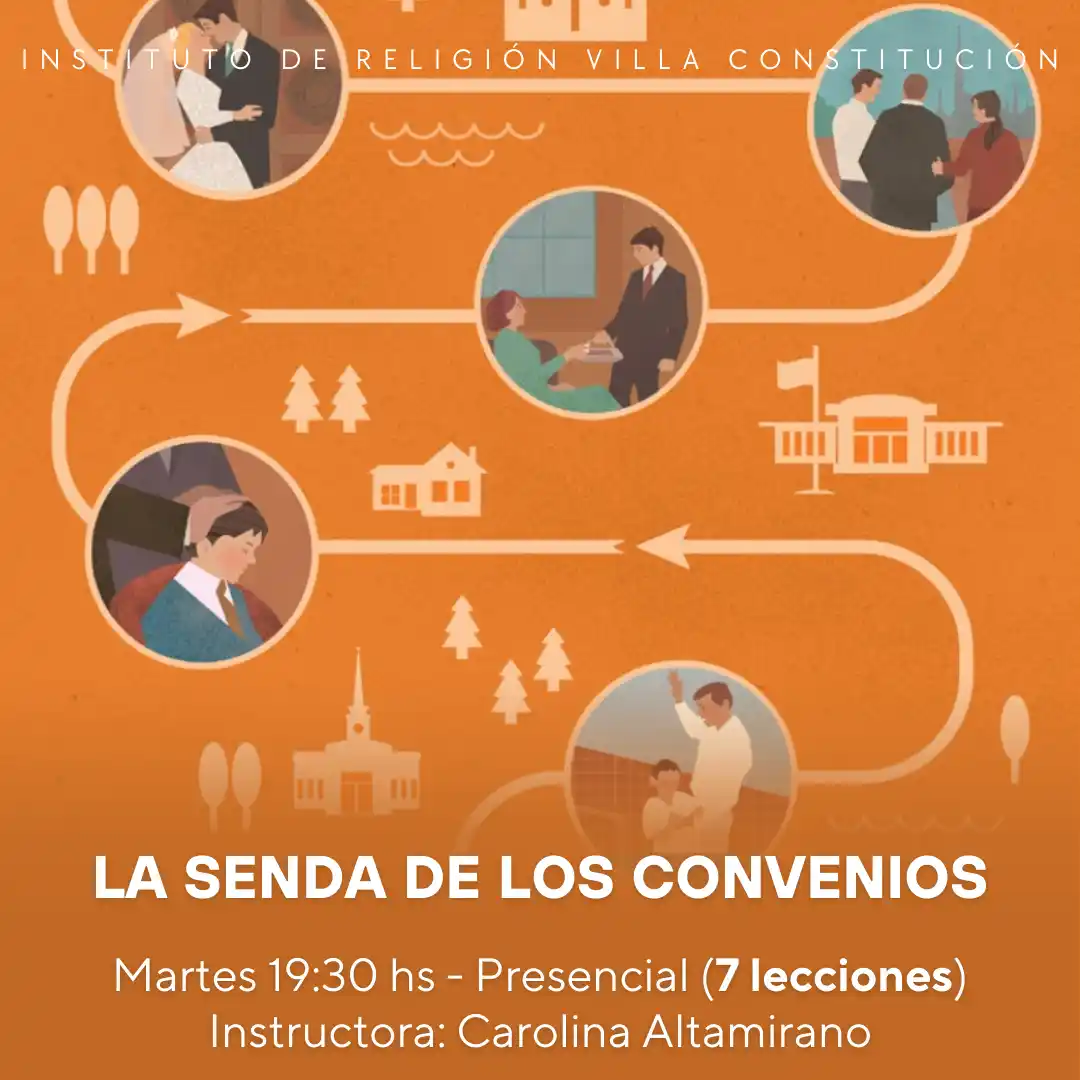 INSTITUTO DE RELIGIÓN VILLA CONSTITUCIÓN
LA SENDA DE LOS CONVENIOS
Martes 19:30 hs - Presencial (7 lecciones)
Instructora: Carolina Altamirano